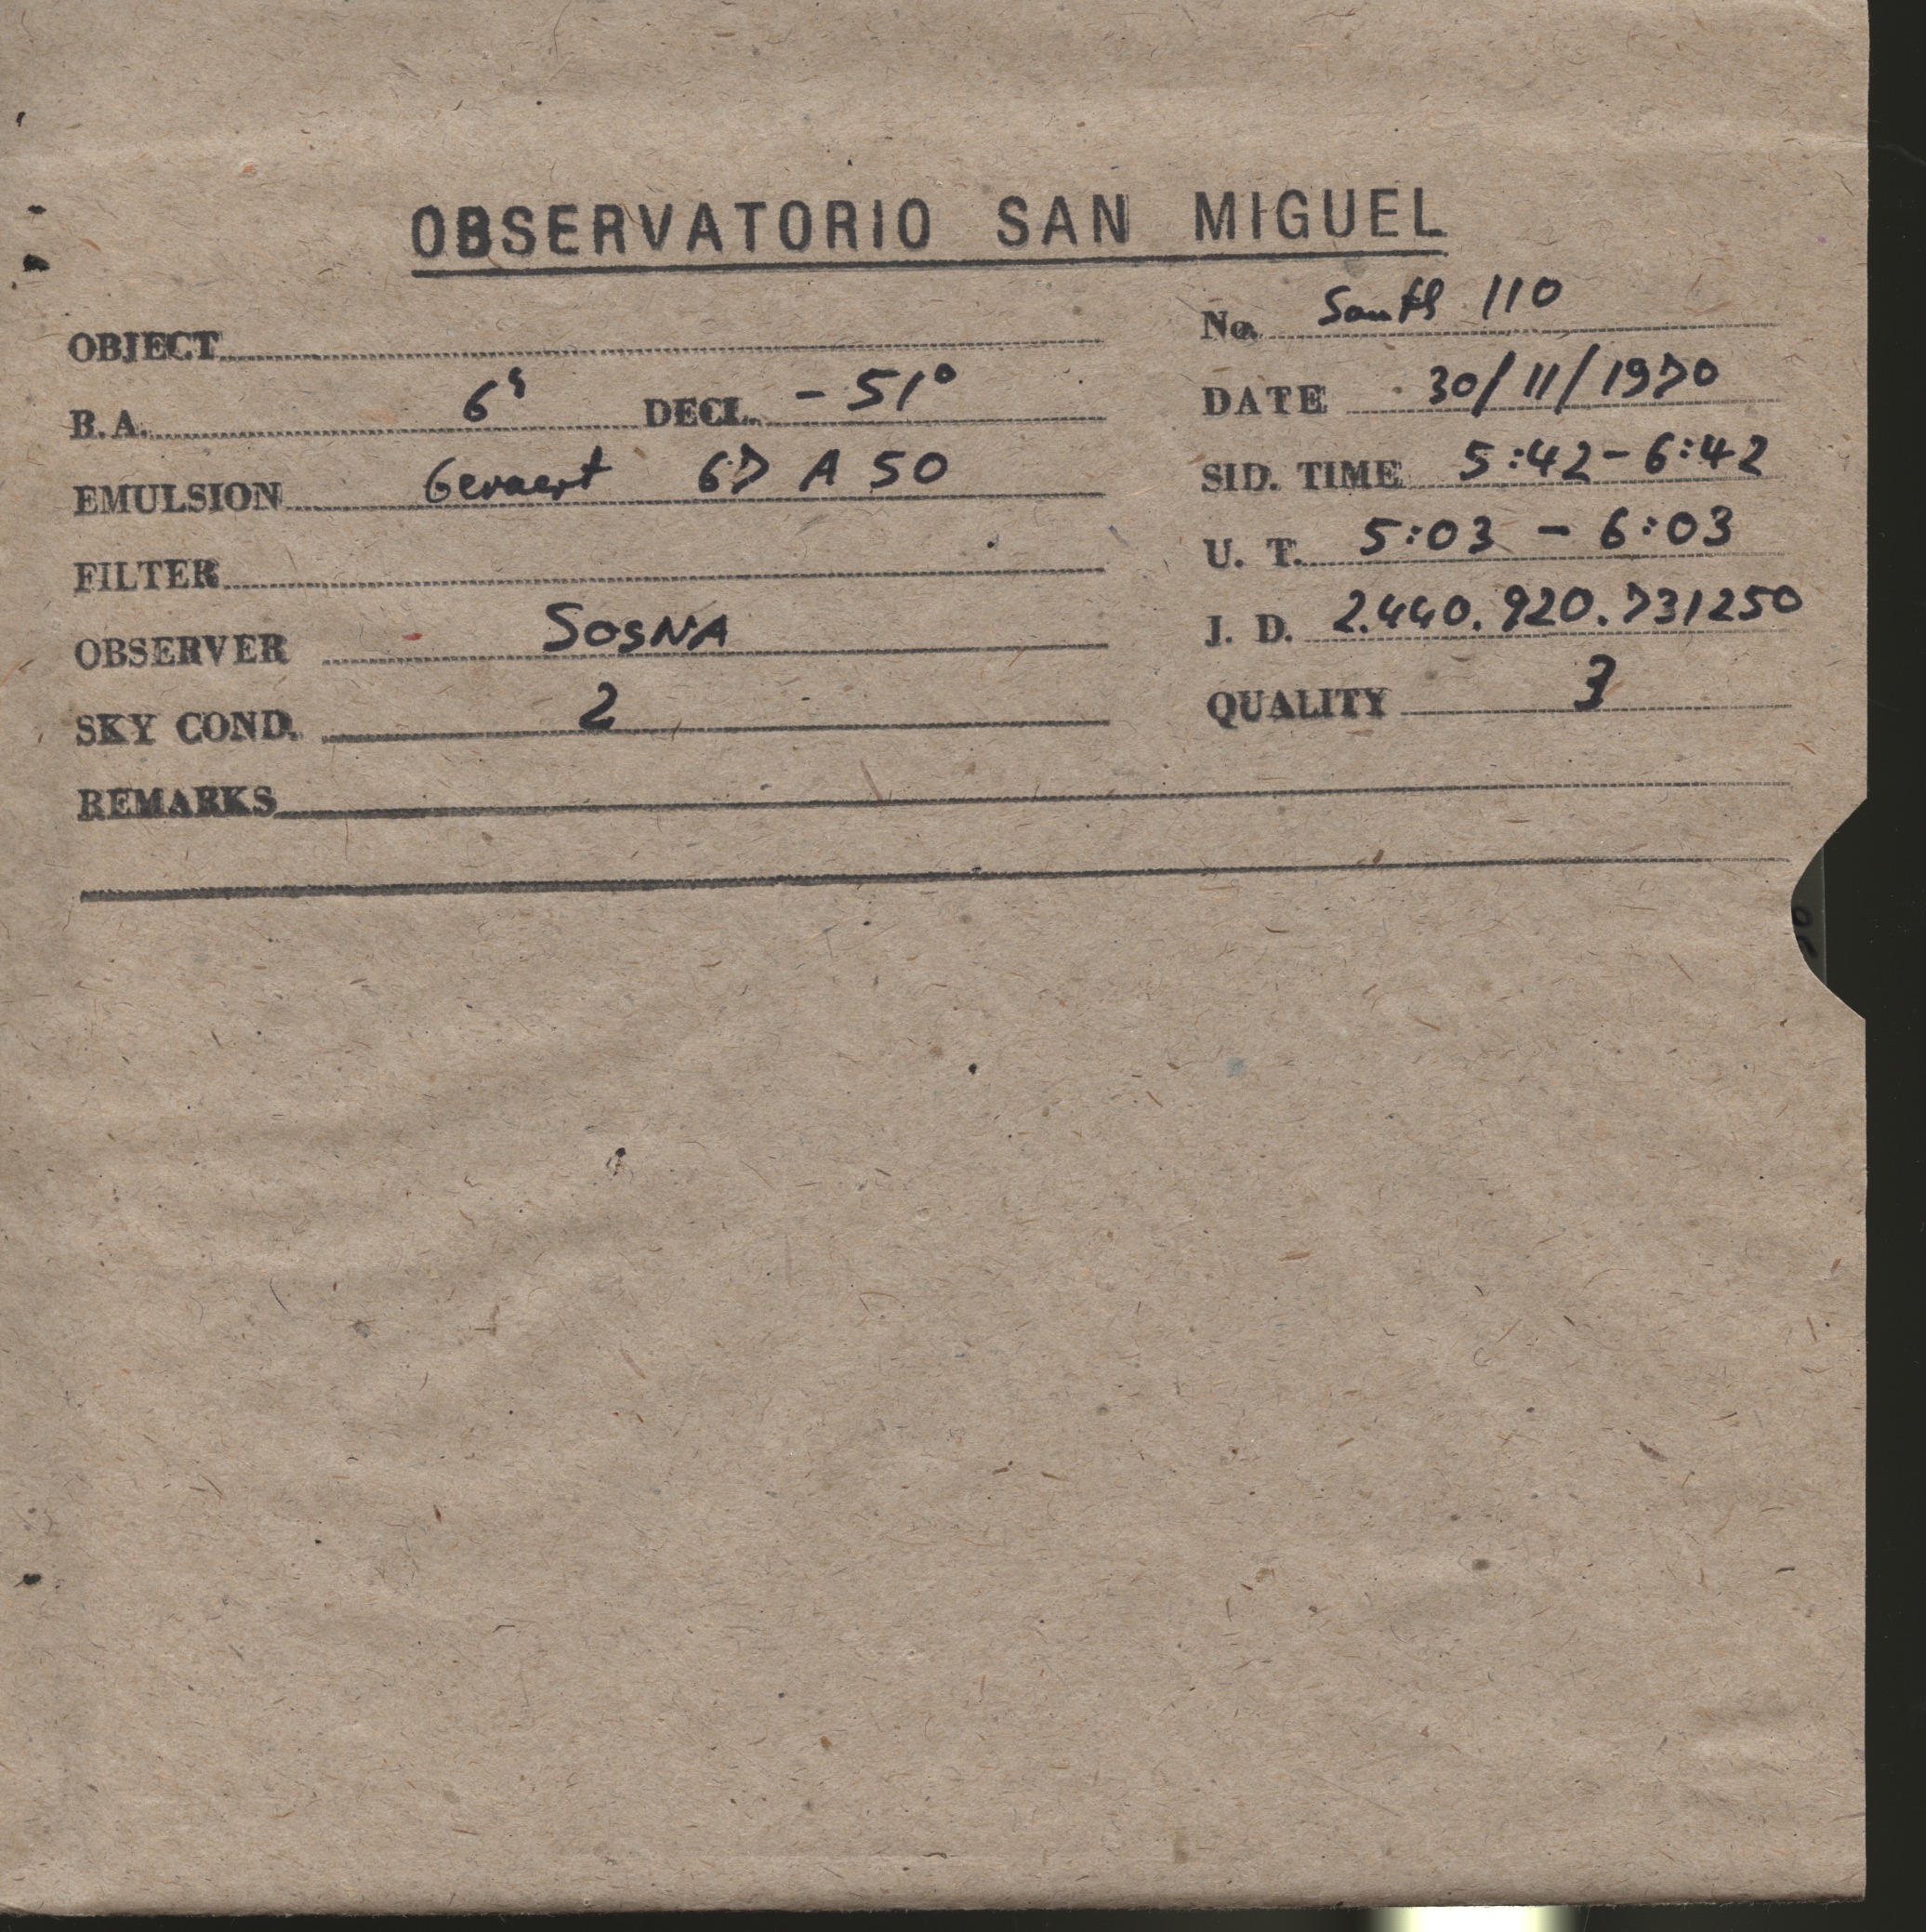 OBSERVATORIO SAN MIGUEL
No. South 110
OBJECT
R.A. 6h DECL. - 51°
DATE 30/11/1970
EMULSION Gevaert 67 A 50
SID. TIME 5:42 - 6:42
FILTER
U. T. 5:03 - 6:03
OBSERVER SOSNA
J. D. 2.440.920.731250
SKY COND. 2
QUALITY 3
REMARKS